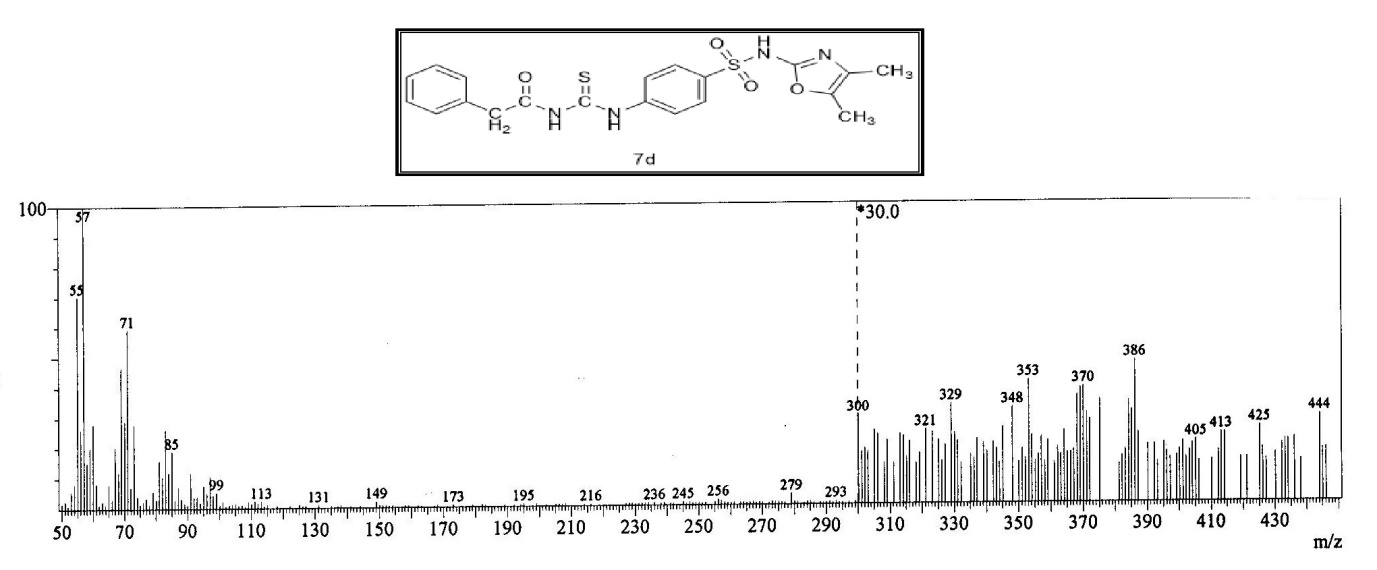 O
H
N
N
CH₃
S
O
S
O
O
CH₃
C
H₂
N
H
N
H
7d
100
57
*30.0
55
71
386
353
370
329
348
300
444
321
405
413
425
85
99
113
131
149
173
195
216
236
245
256
279
293
50 70 90 110 130 150 170 190 210 230 250 270 290 310 330 350 370 390 410 430
m/z